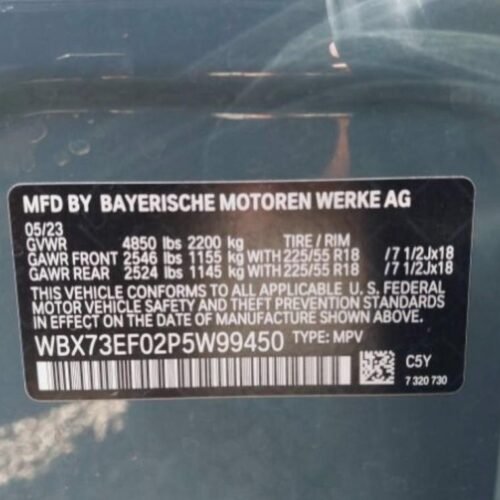 MFD BY BAYERISCHE MOTOREN WERKE AG
05/23
GVWR 4850 lbs 2200 kg TIRE / RIM
GAWR FRONT 2546 lbs 1155 kg WITH 225/55 R18 /7 1/2Jx18
GAWR REAR 2524 lbs 1145 kg WITH 225/55 R18 /7 1/2Jx18
THIS VEHICLE CONFORMS TO ALL APPLICABLE U. S. FEDERAL
MOTOR VEHICLE SAFETY AND THEFT PREVENTION STANDARDS
IN EFFECT ON THE DATE OF MANUFACTURE SHOWN ABOVE.
WBX73EF02P5W99450 TYPE: MPV
C5Y
7 320 730